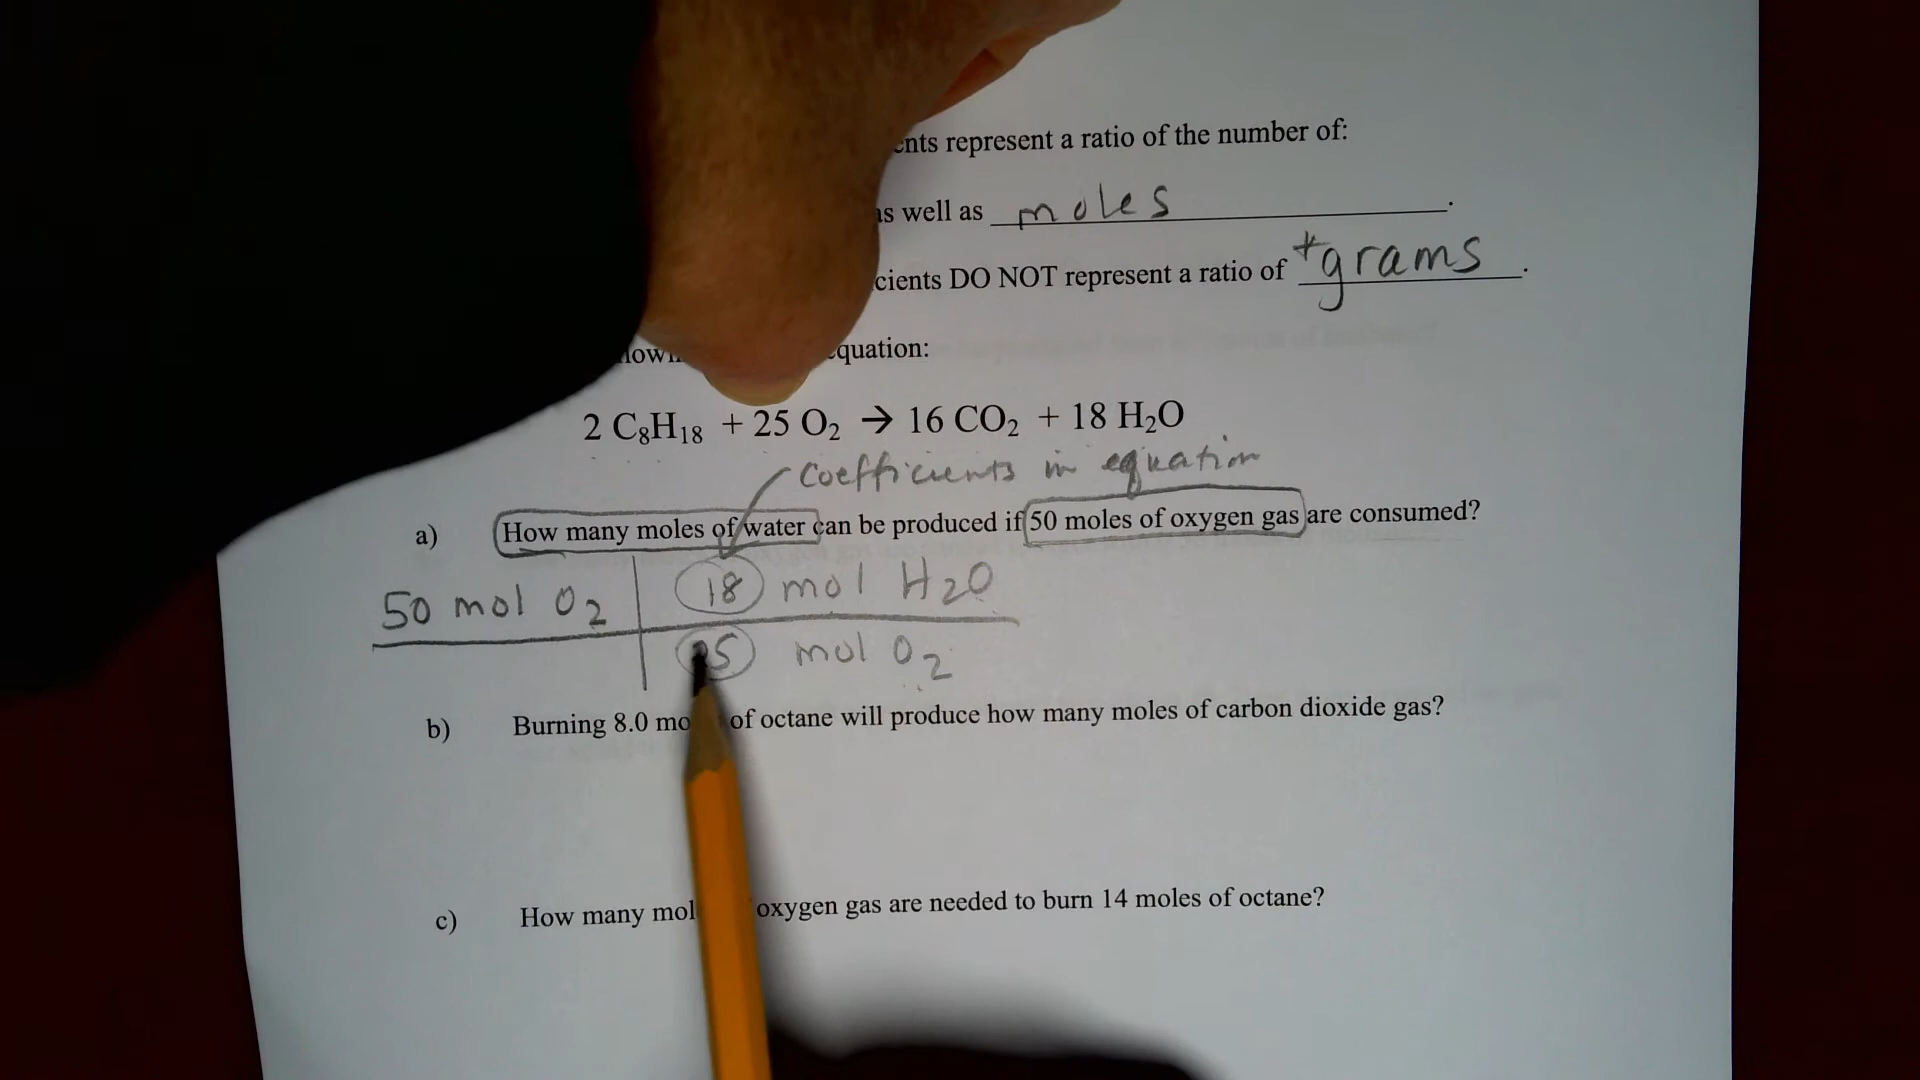 represent a ratio of the number of:
as well as moles.
DO NOT represent a ratio of *grams.
equation:
2 C₈H₁₈ + 25 O₂ → 16 CO₂ + 18 H₂O
coefficients in equation
a) How many moles of water can be produced if 50 moles of oxygen gas are consumed?
50 mol O₂ 18 mol H₂O
25 mol O₂
b) Burning 8.0 of octane will produce how many moles of carbon dioxide gas?
c) How many oxygen gas are needed to burn 14 moles of octane?